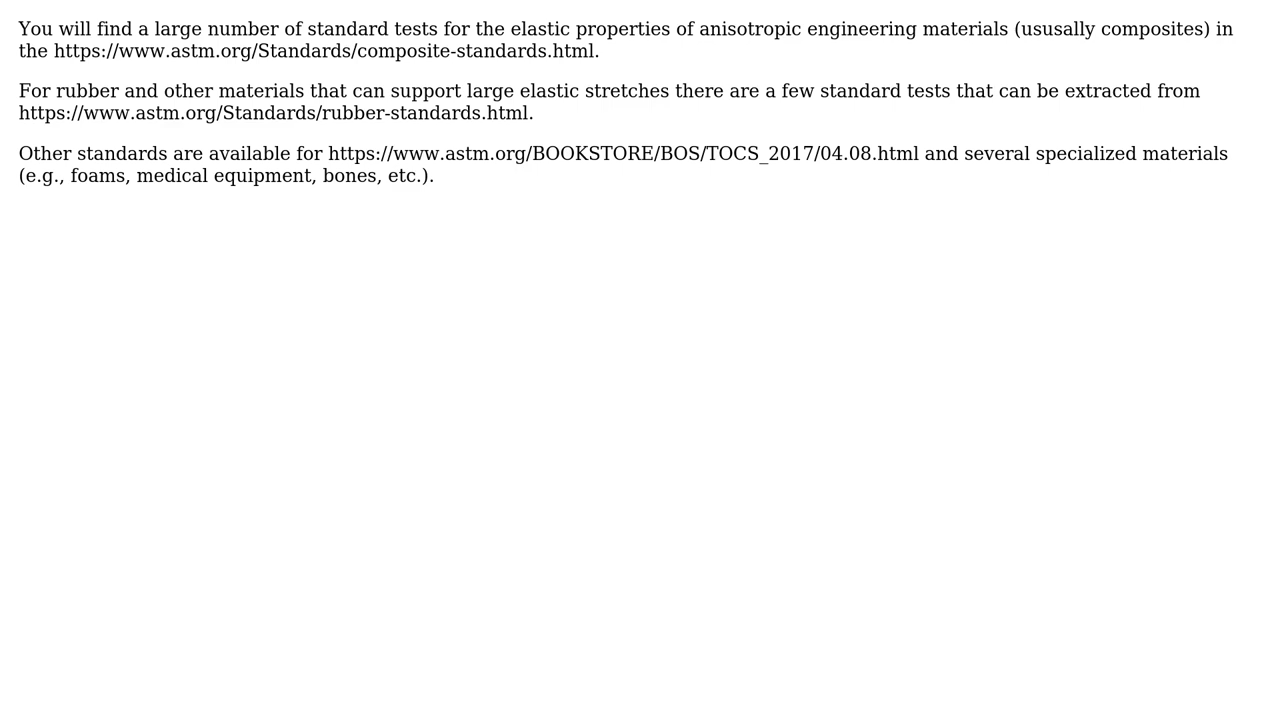 You will find a large number of standard tests for the elastic properties of anisotropic engineering materials (ususally composites) in
the https://www.astm.org/Standards/composite-standards.html.
For rubber and other materials that can support large elastic stretches there are a few standard tests that can be extracted from
https://www.astm.org/Standards/rubber-standards.html.
Other standards are available for https://www.astm.org/BOOKSTORE/BOS/TOCS_2017/04.08.html and several specialized materials
(e.g., foams, medical equipment, bones, etc.).